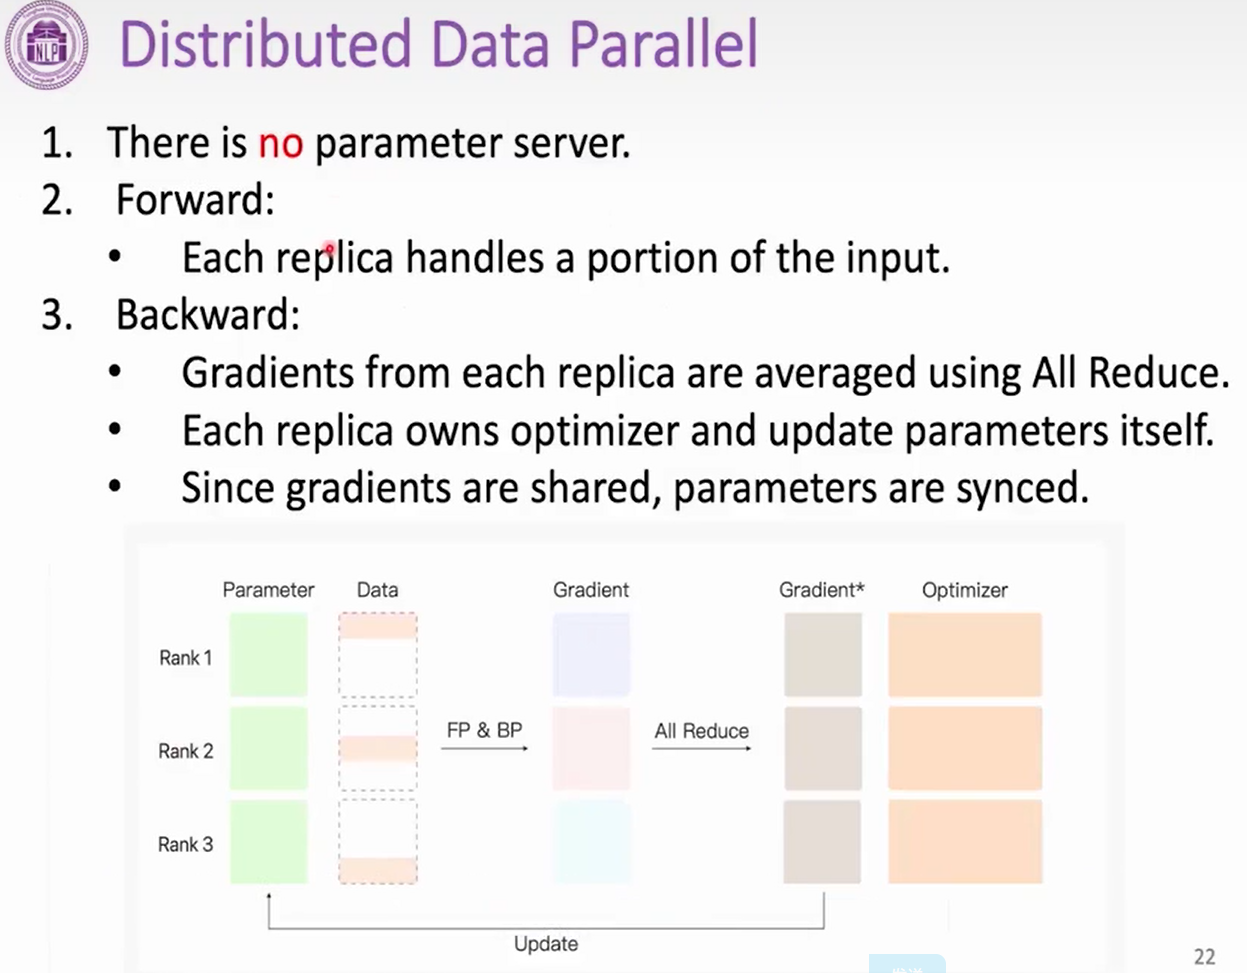 NLP
Distributed Data Parallel
1. There is no parameter server.
2. Forward:
• Each replica handles a portion of the input.
3. Backward:
• Gradients from each replica are averaged using All Reduce.
• Each replica owns optimizer and update parameters itself.
• Since gradients are shared, parameters are synced.
Parameter Data Gradient Gradient* Optimizer
Rank 1
Rank 2 FP & BP All Reduce
Rank 3
Update
22